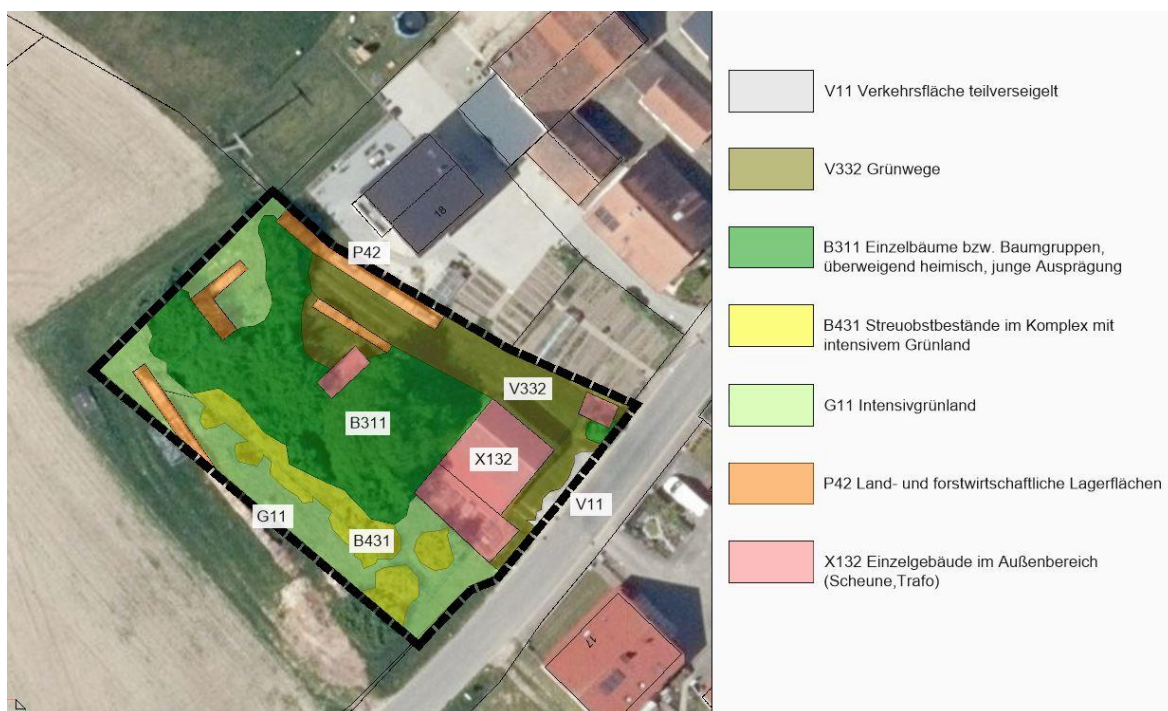 18
P42
V332
B311
X132
V11
G11
B431
17
V11 Verkehrsfläche teilverseigelt
V332 Grünwege
B311 Einzelbäume bzw. Baumgruppen,
überweigend heimisch, junge Ausprägung
B431 Streuobstbestände im Komplex mit
intensivem Grünland
G11 Intensivgrünland
P42 Land- und forstwirtschaftliche Lagerflächen
X132 Einzelgebäude im Außenbereich
(Scheune,Trafo)